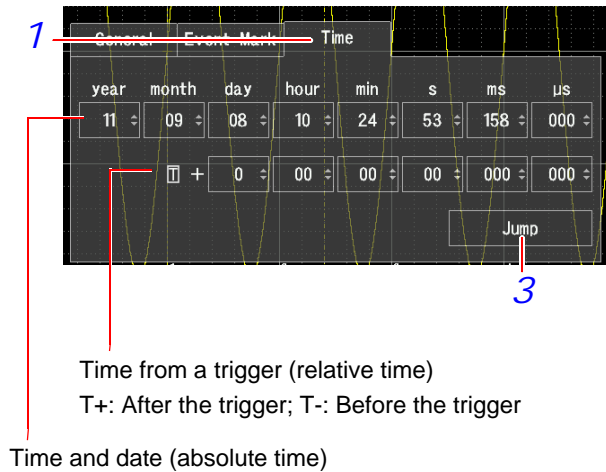 1
General Event Mark Time
year month day hour min s ms µs
11 09 08 10 24 53 158 000
T + 0 00 00 00 000 000
Jump
3
Time from a trigger (relative time)
T+: After the trigger; T-: Before the trigger
Time and date (absolute time)